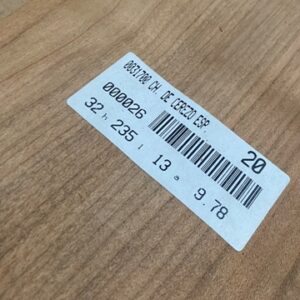 0031700 CH. DE CEREZO ESP.
000026 20
32 h 235 l 13 a 9.78